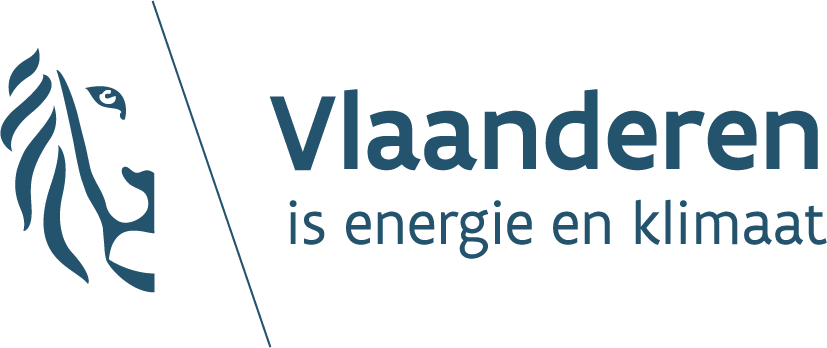 Vlaanderen
is energie en klimaat